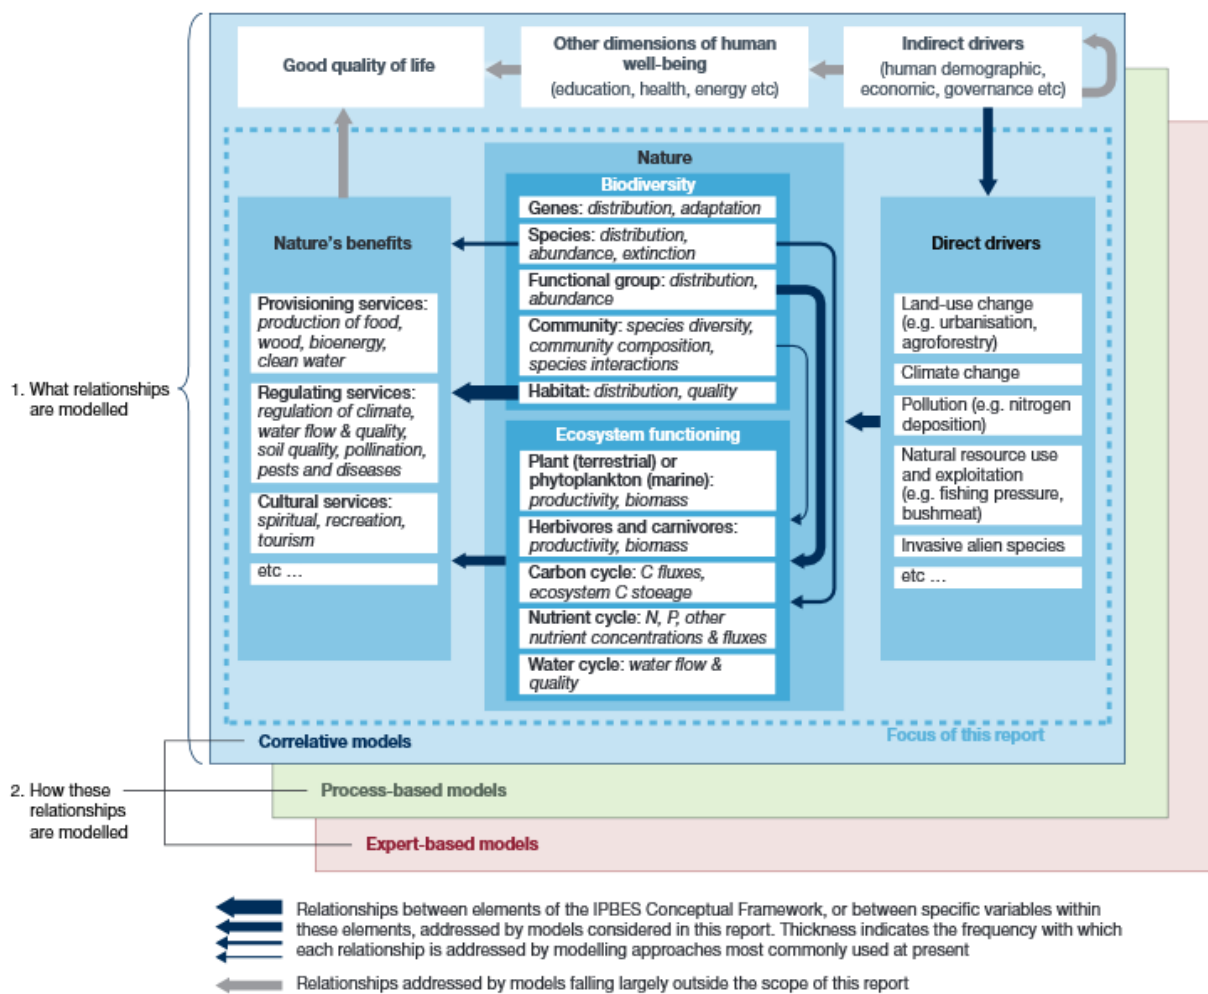 Good quality of life
Other dimensions of human
well-being
(education, health, energy etc)
Indirect drivers
(human demographic,
economic, governance etc)
Nature
Biodiversity
Genes: distribution, adaptation
Species: distribution,
abundance, extinction
Functional group: distribution,
abundance
Community: species diversity,
community composition,
species interactions
Habitat: distribution, quality
Ecosystem functioning
Plant (terrestrial) or
phytoplankton (marine):
productivity, biomass
Herbivores and carnivores:
productivity, biomass
Carbon cycle: C fluxes,
ecosystem C stoeage
Nutrient cycle: N, P, other
nutrient concentrations & fluxes
Water cycle: water flow &
quality
Nature's benefits
Provisioning services:
production of food,
wood, bioenergy,
clean water
Regulating services:
regulation of climate,
water flow & quality,
soil quality, pollination,
pests and diseases
Cultural services:
spiritual, recreation,
tourism
etc ...
Direct drivers
Land-use change
(e.g. urbanisation,
agroforestry)
Climate change
Pollution (e.g. nitrogen
deposition)
Natural resource use
and exploitation
(e.g. fishing pressure,
bushmeat)
Invasive alien species
etc ...
1. What relationships
are modelled
Focus of this report
Correlative models
2. How these
relationships
are modelled
Process-based models
Expert-based models
Relationships between elements of the IPBES Conceptual Framework, or between specific variables within
these elements, addressed by models considered in this report. Thickness indicates the frequency with which
each relationship is addressed by modelling approaches most commonly used at present
Relationships addressed by models falling largely outside the scope of this report